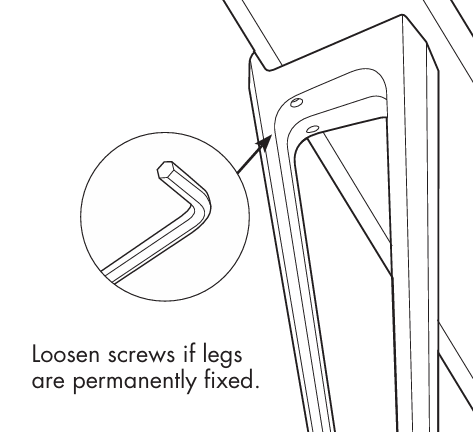 Loosen screws if legs
are permanently fixed.